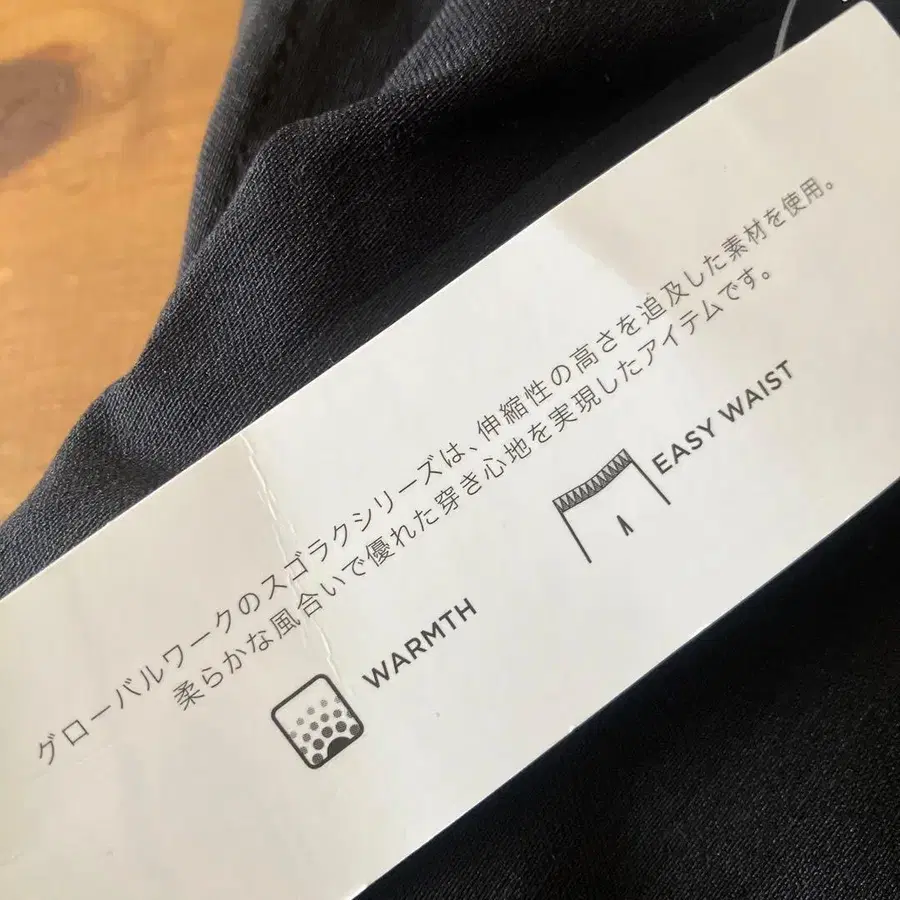 グローバルワークのスゴラクシリーズは、伸縮性の高さを追及した素材を使用。
柔らかな風合いで優れた穿き心地を実現したアイテムです。
WARMTH
EASY WAIST